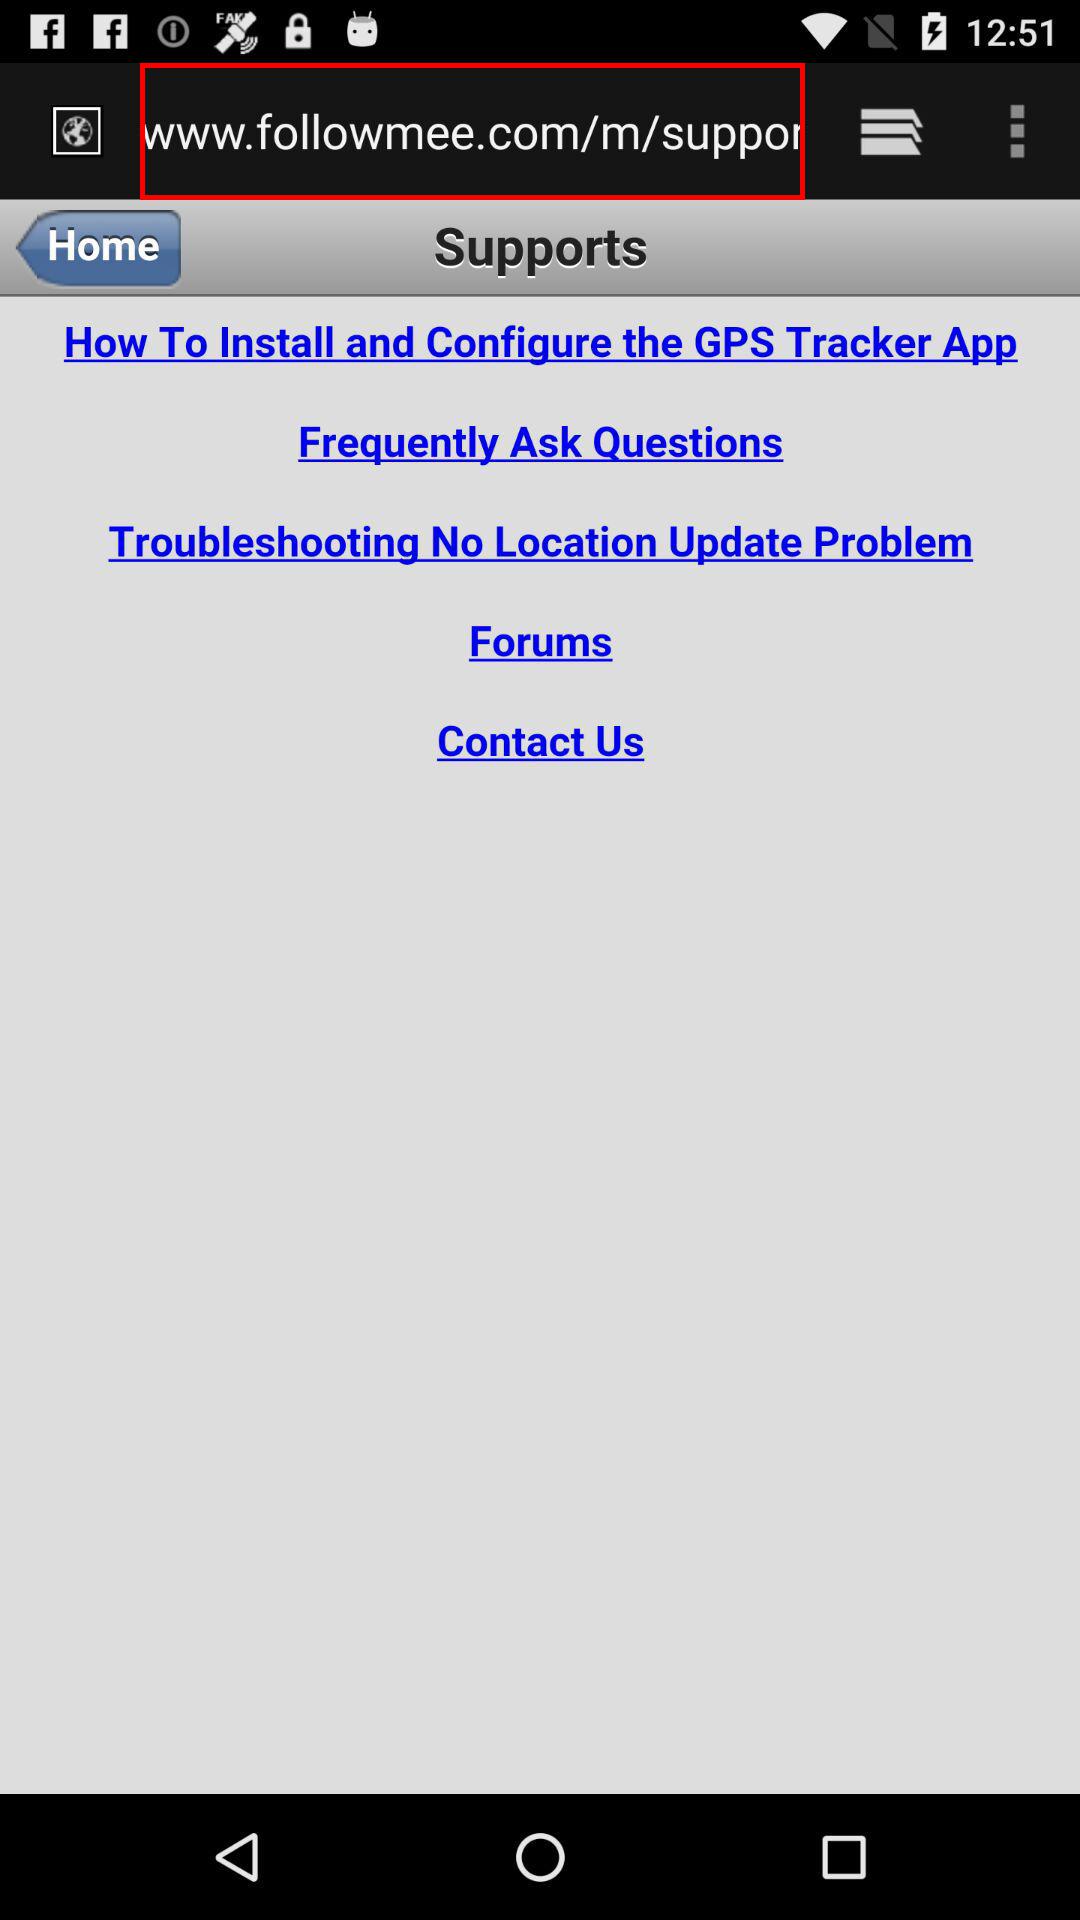 FAKE
12:51
www.followmee.com/m/suppor
Home
Supports
How To Install and Configure the GPS Tracker App
Frequently Ask Questions
Troubleshooting No Location Update Problem
Forums
Contact Us